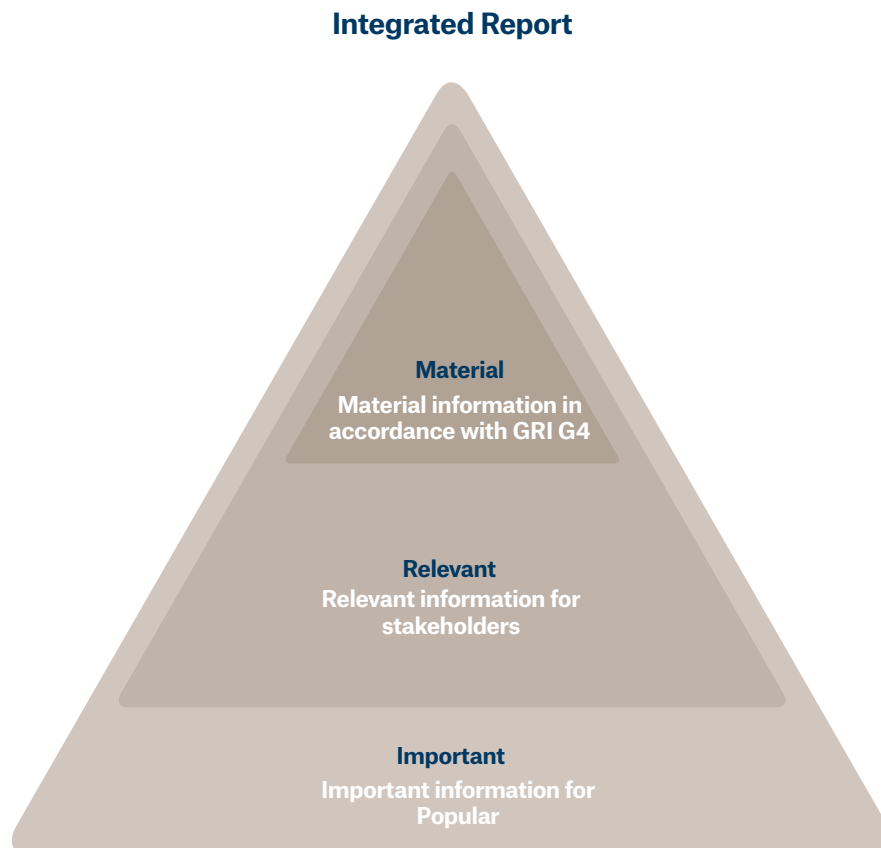 Integrated Report
Material
Material information in
accordance with GRI G4
Relevant
Relevant information for
stakeholders
Important
Important information for
Popular